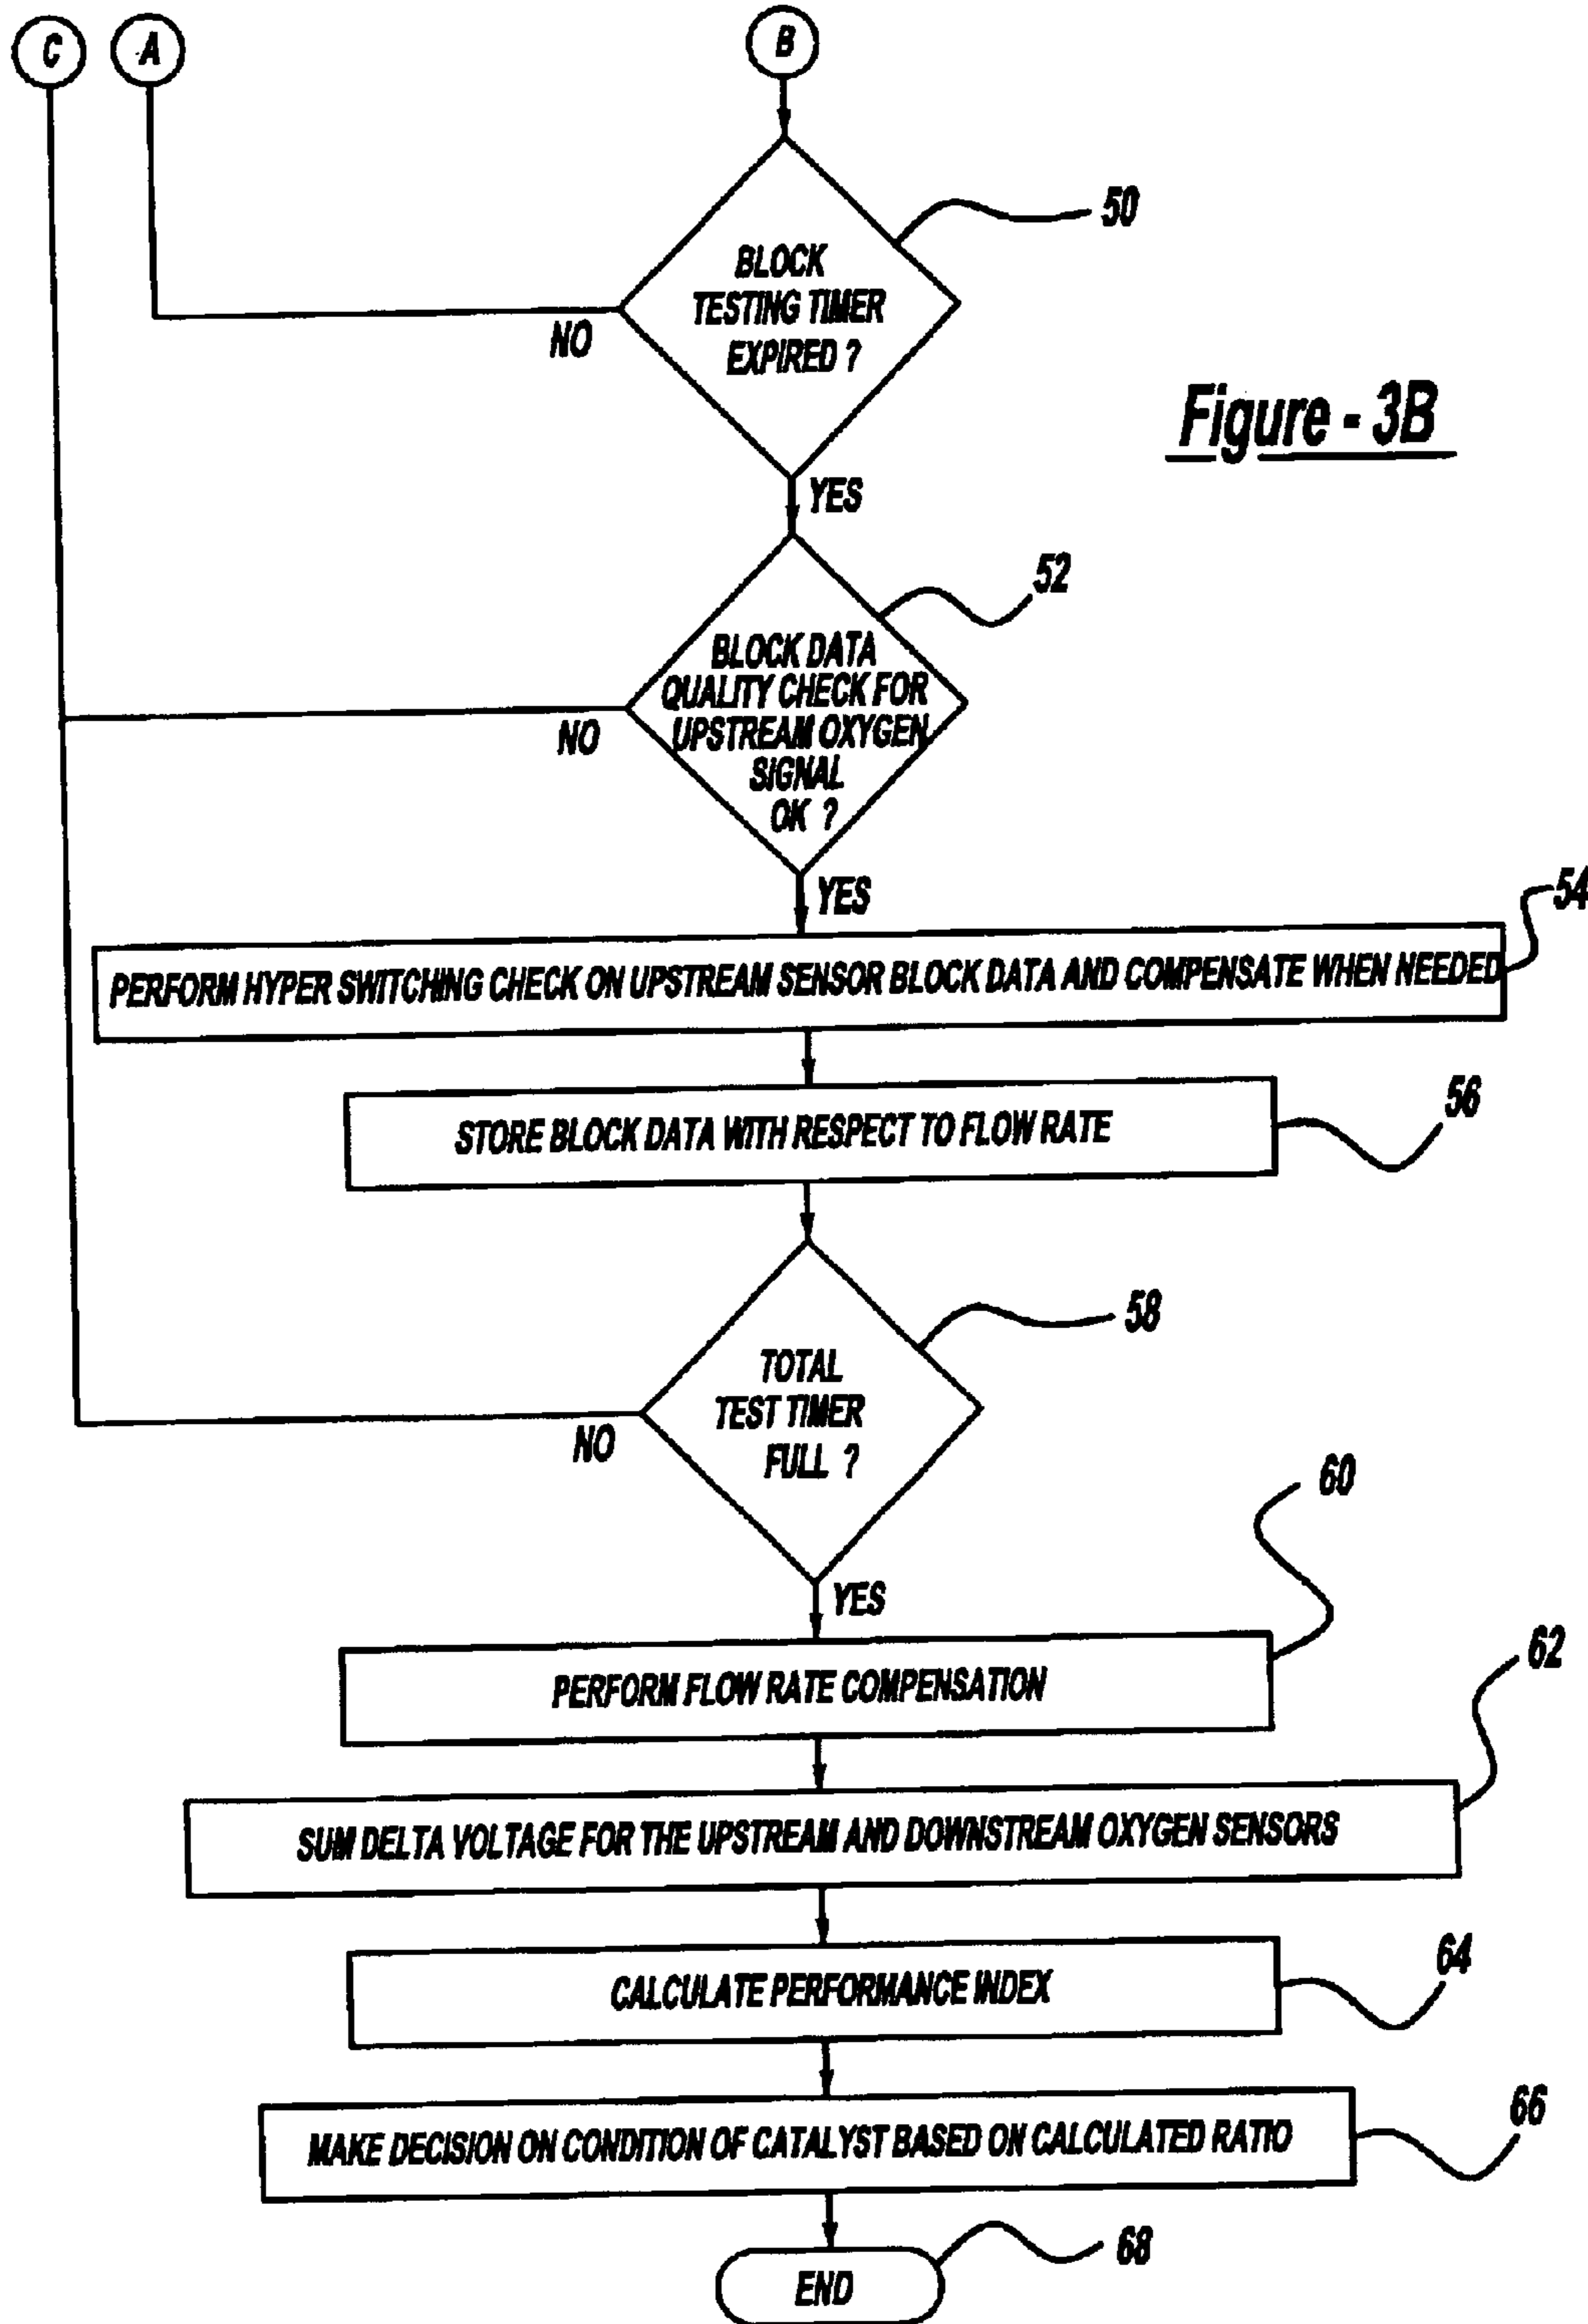 C
A
B
50
BLOCK
TESTING TIMER
EXPIRED ?
NO
Figure - 3B
YES
52
BLOCK DATA
QUALITY CHECK FOR
UPSTREAM OXYGEN
SIGNAL
OK ?
NO
YES
54
PERFORM HYPER SWITCHING CHECK ON UPSTREAM SENSOR BLOCK DATA AND COMPENSATE WHEN NEEDED
56
STORE BLOCK DATA WITH RESPECT TO FLOW RATE
58
TOTAL
TEST TIMER
FULL ?
NO
60
YES
PERFORM FLOW RATE COMPENSATION
62
SUM DELTA VOLTAGE FOR THE UPSTREAM AND DOWNSTREAM OXYGEN SENSORS
64
CALCULATE PERFORMANCE INDEX
66
MAKE DECISION ON CONDITION OF CATALYST BASED ON CALCULATED RATIO
68
END